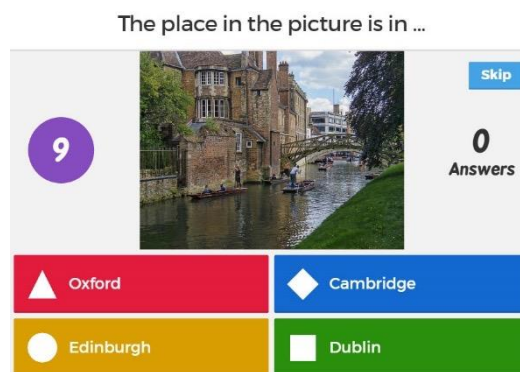 The place in the picture is in ...
Skip
9
0
Answers
Oxford
Cambridge
Edinburgh
Dublin